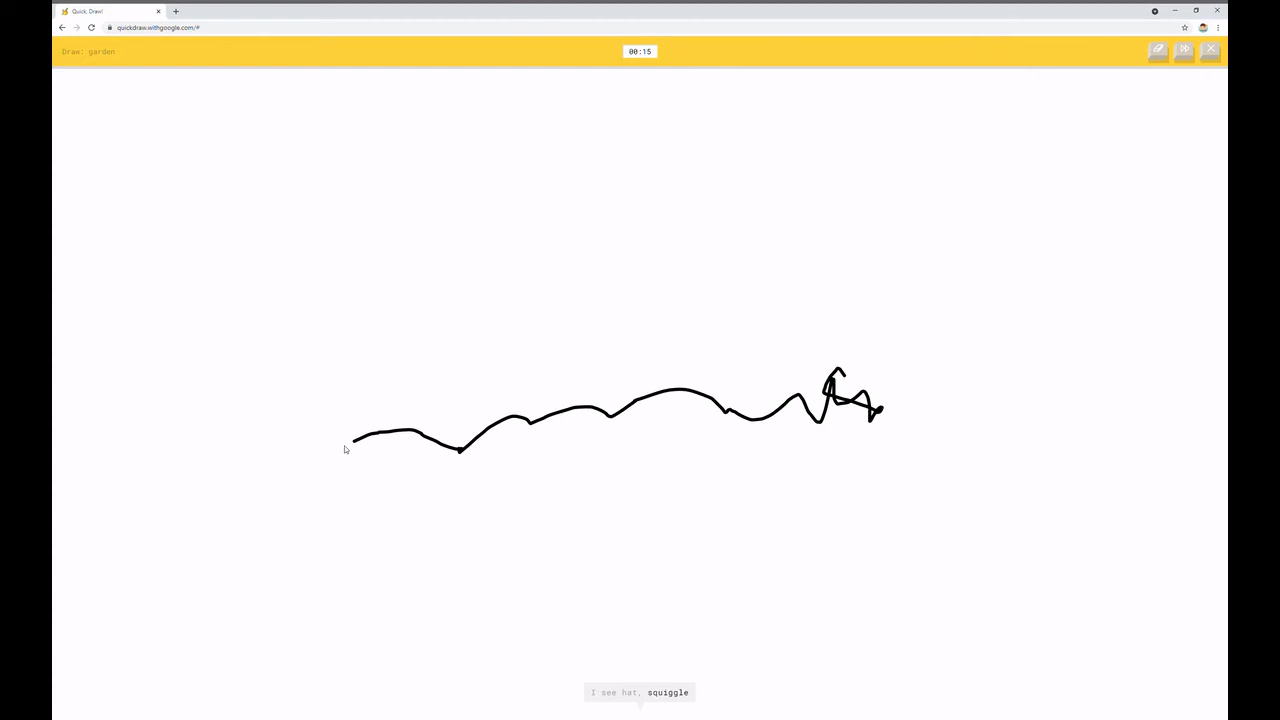 Quick, Draw!
quickdraw.withgoogle.com/#
Draw: garden
00:15
I see hat, squiggle